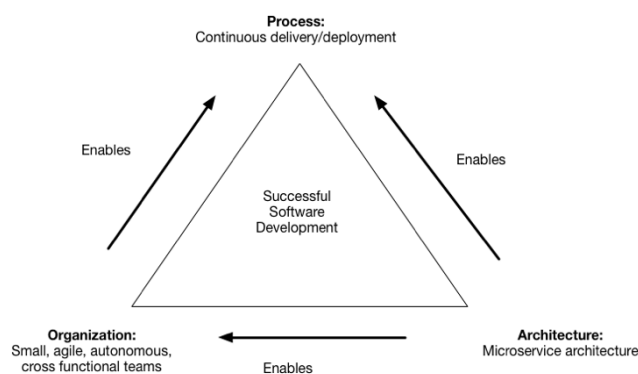 Process:
Continuous delivery/deployment
Enables
Enables
Successful
Software
Development
Organization:
Small, agile, autonomous,
cross functional teams
Enables
Architecture:
Microservice architecture